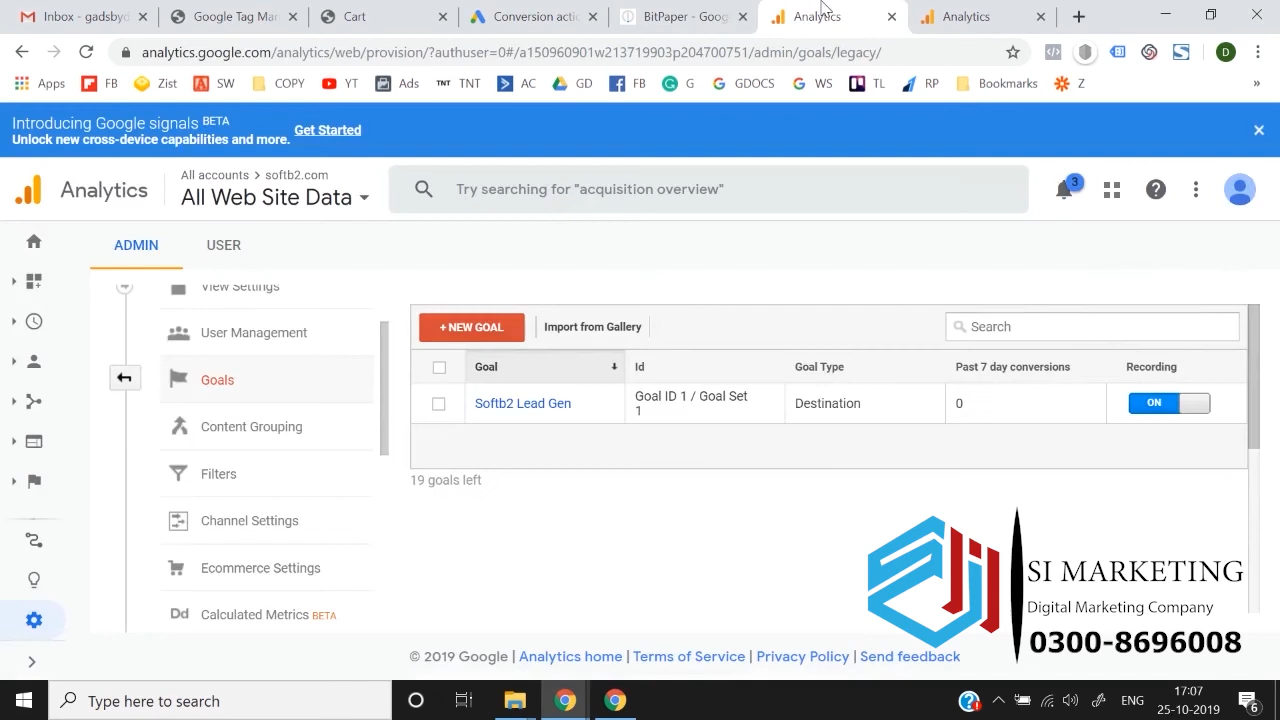 Inbox - gadsby
Google Tag Mar
Cart
Conversion actio
BitPaper - Goog
Analytics
Analytics
analytics.google.com/analytics/web/provision/?authuser=0#/a150960901w213719903p204700751/admin/goals/legacy/
D
Apps
FB
Zist
SW
COPY
YT
Ads
TNT TNT
AC
GD
FB
G
GDOCS
WS
TL
RP
Bookmarks
Z
»
Introducing Google signals BETA
Unlock new cross-device capabilities and more.
Get Started
Analytics
All accounts > softb2.com
All Web Site Data
Try searching for "acquisition overview"
3
ADMIN
USER
View Settings
User Management
Goals
Content Grouping
Filters
Channel Settings
Ecommerce Settings
Dd Calculated Metrics BETA
+ NEW GOAL
Import from Gallery
Search
Goal
Id
Goal Type
Past 7 day conversions
Recording
Softb2 Lead Gen
Goal ID 1 / Goal Set
1
Destination
0
ON
19 goals left
SI MARKETING
Digital Marketing Company
0300-8696008
© 2019 Google | Analytics home | Terms of Service | Privacy Policy | Send feedback
Type here to search
ENG
17:07
25-10-2019
6